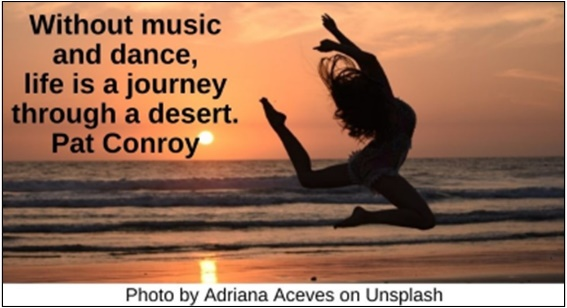 Without music
and dance,
life is a journey
through a desert.
Pat Conroy
Photo by Adriana Aceves on Unsplash